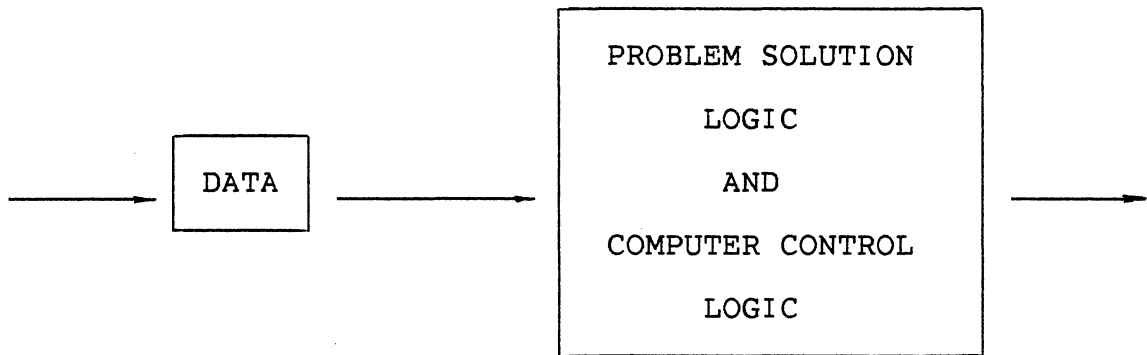 DATA
PROBLEM SOLUTION
LOGIC
AND
COMPUTER CONTROL
LOGIC